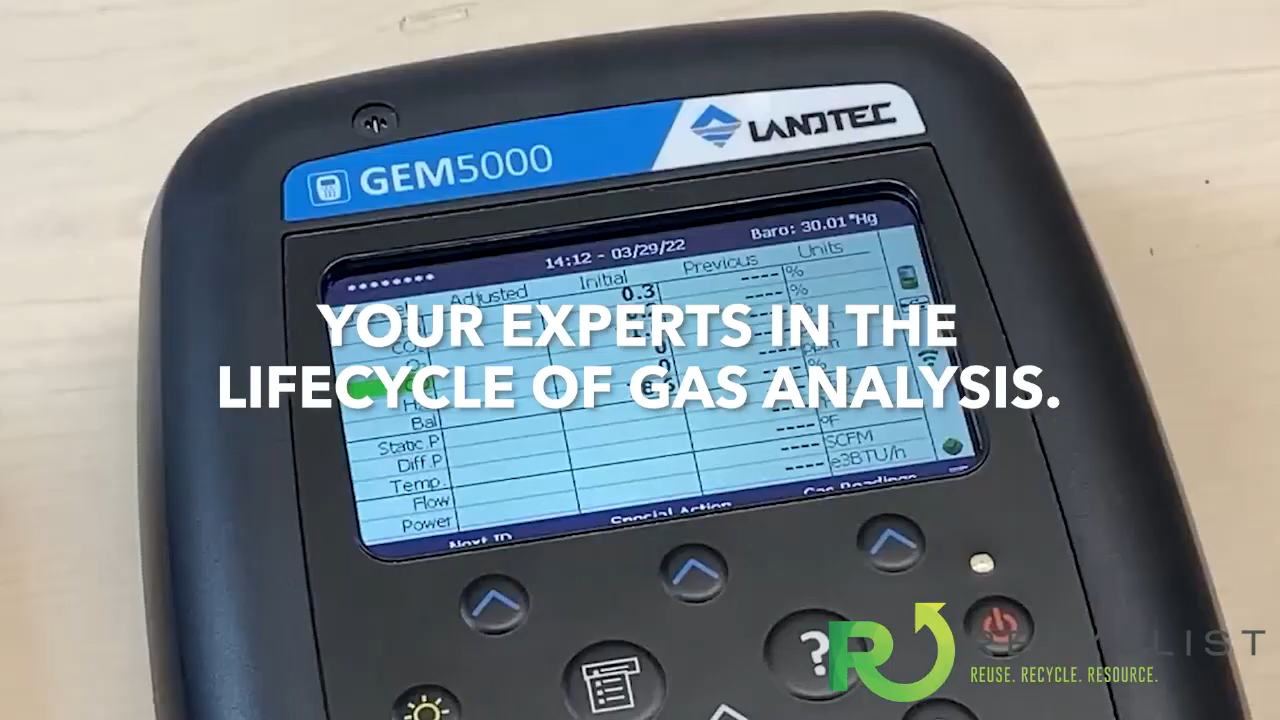 LANDTEC
GEM5000
Baro: 30.01 "Hg
14:12 - 03/29/22
********
Adjusted Initial Previous Units
0.3 ---- %
---- %
YOUR EXPERTS IN THE
LIFECYCLE OF GAS ANALYSIS.
Bal
Static.P
Diff.P ---- °F
Temp. ---- SCFM
Flow ---- e3BTU/h
Power
Next ID Special Action Gas Readings
?
REUSE. RECYCLE. RESOURCE.